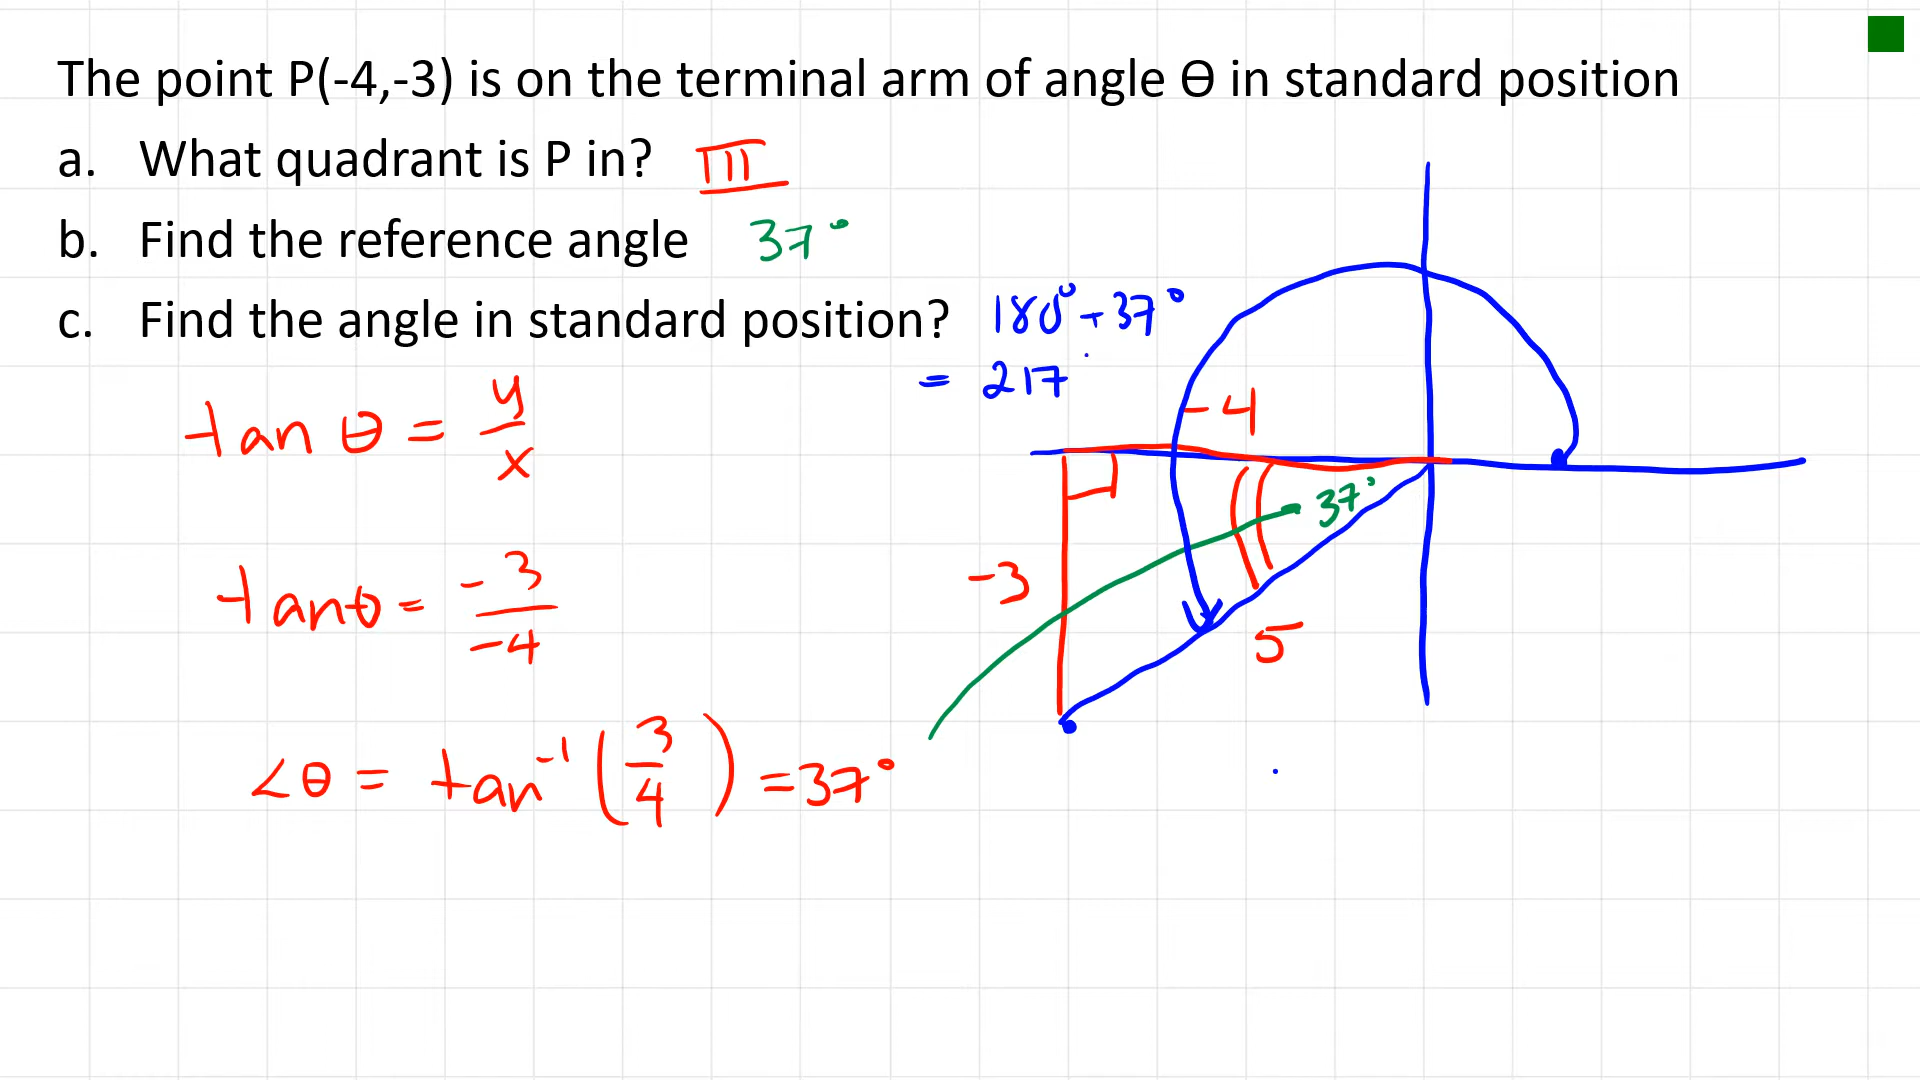 The point P(-4,-3) is on the terminal arm of angle Ө in standard position
a. What quadrant is P in? III
b. Find the reference angle 37°
c. Find the angle in standard position? 180° + 37°
= 217°
tan θ = y/x
-4
37°
tan θ = -3/-4
-3
5
∠θ = tan⁻¹(3/4) = 37°